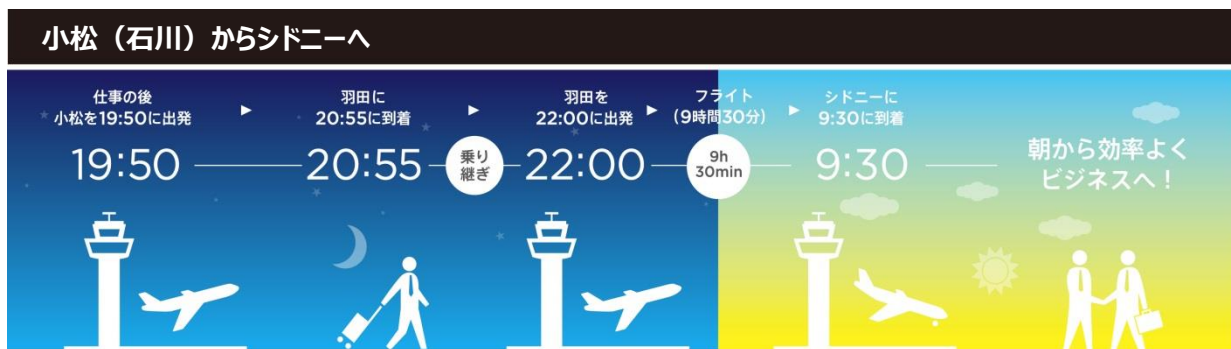 小松（石川）からシドニーへ
仕事の後
小松を19:50に出発
▶
羽田に
20:55に到着
▶
羽田を
22:00に出発
▶
フライト
（9時間30分）
▶
シドニーに
9:30に到着
19:50
20:55
乗り
継ぎ
22:00
9h
30min
9:30
朝から効率よく
ビジネスへ！